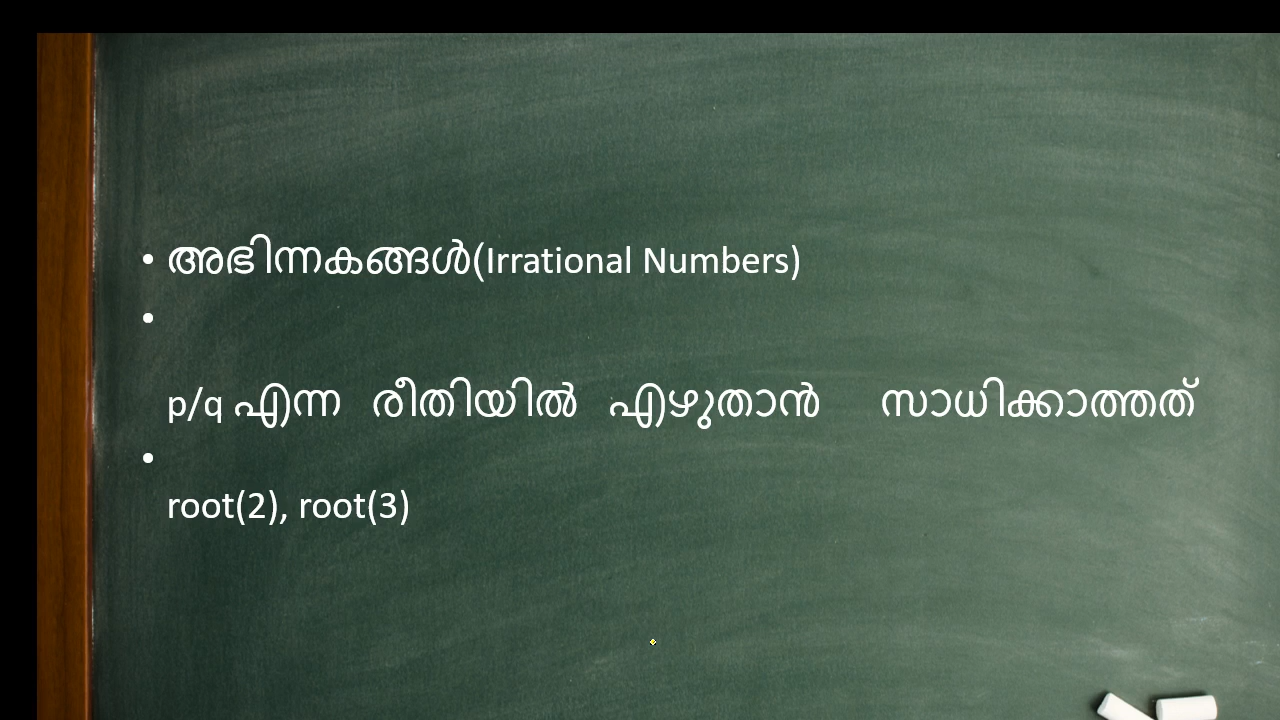 • അഭിന്നകങ്ങൾ(Irrational Numbers)
•
p/q എന്ന രീതിയിൽ എഴുതാൻ സാധിക്കാത്തത്
•
root(2), root(3)